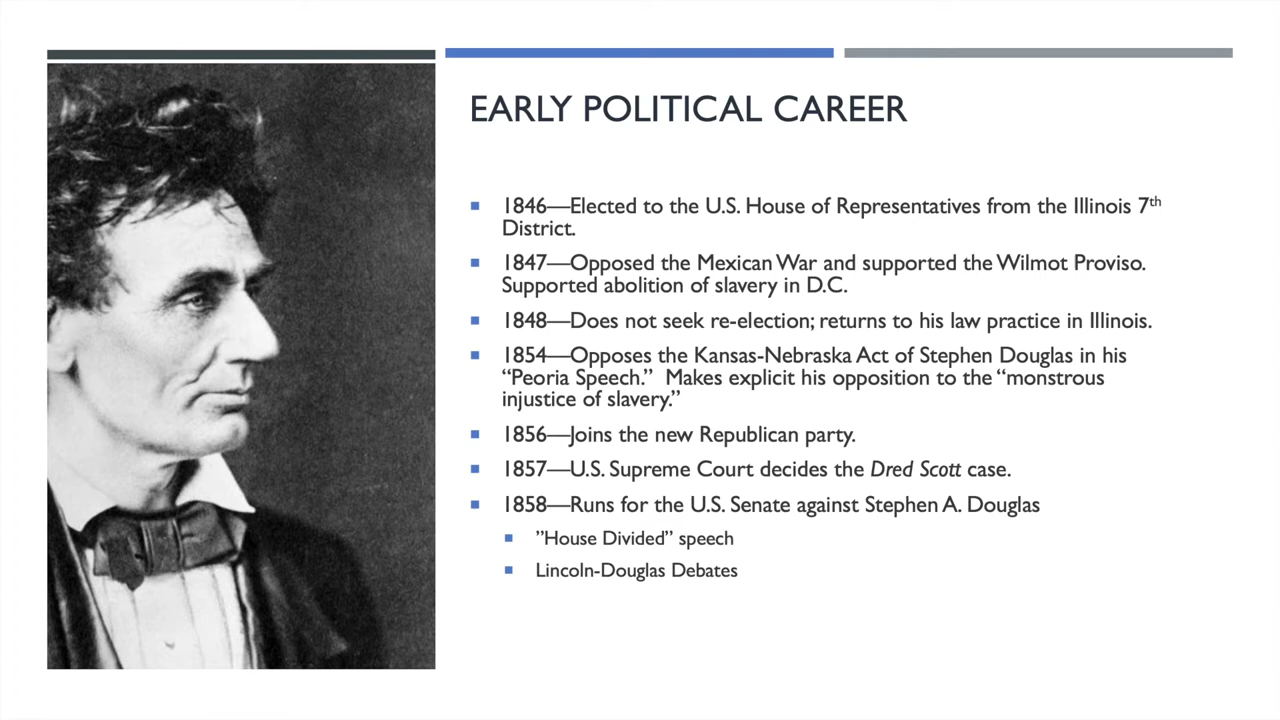 EARLY POLITICAL CAREER
1846—Elected to the U.S. House of Representatives from the Illinois 7th
District.
1847—Opposed the Mexican War and supported the Wilmot Proviso.
Supported abolition of slavery in D.C.
1848—Does not seek re-election; returns to his law practice in Illinois.
1854—Opposes the Kansas-Nebraska Act of Stephen Douglas in his
“Peoria Speech.”  Makes explicit his opposition to the “monstrous
injustice of slavery.”
1856—Joins the new Republican party.
1857—U.S. Supreme Court decides the Dred Scott case.
1858—Runs for the U.S. Senate against Stephen A. Douglas
”House Divided” speech
Lincoln-Douglas Debates